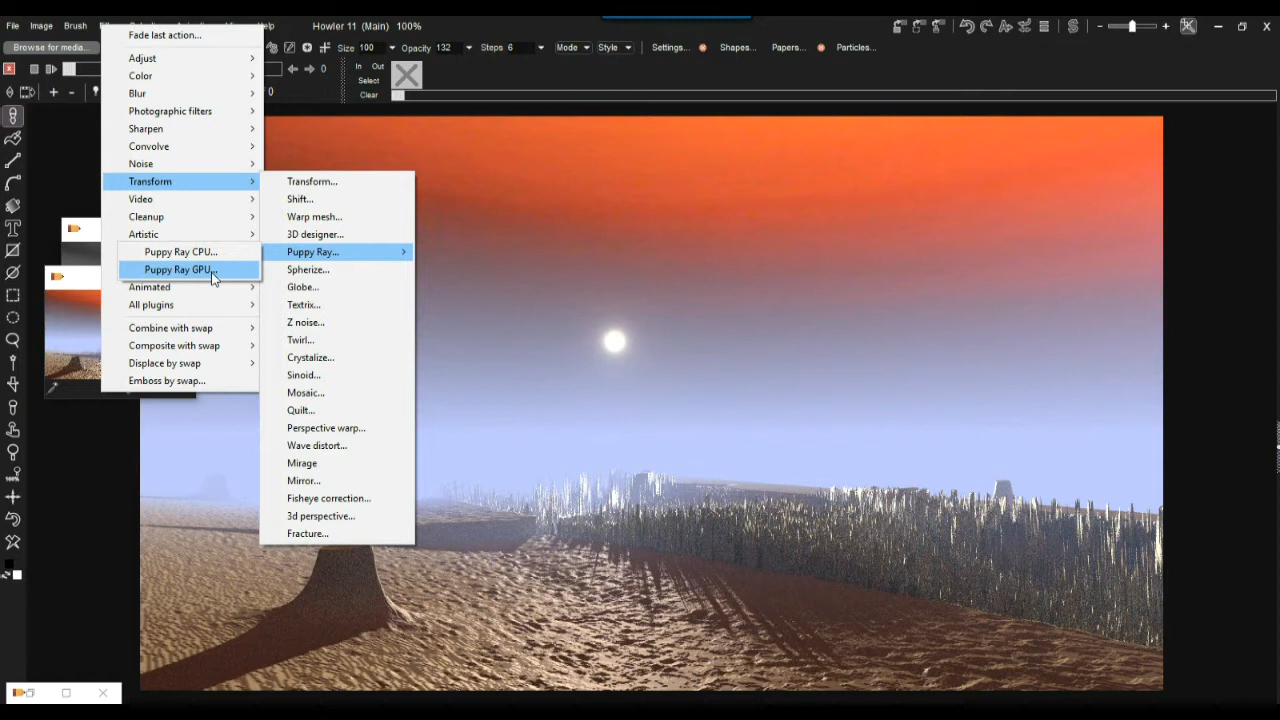 File Image Brush Howler 11 (Main) 100%
Browse for media... Size 100 Opacity 132 Steps 6 Mode Style Settings... Shapes... Papers... Particles...
0 In Out
Select
0 Clear
Fade last action...
Adjust
Color
Blur
Photographic filters
Sharpen
Convolve
Noise
Transform
Video
Cleanup
Artistic
Puppy Ray CPU...
Puppy Ray GPU...
Animated
All plugins
Combine with swap
Composite with swap
Displace by swap
Emboss by swap...
Transform...
Shift...
Warp mesh...
3D designer...
Puppy Ray...
Spherize...
Globe...
Textrix...
Z noise...
Twirl...
Crystalize...
Sinoid...
Mosaic...
Quilt...
Perspective warp...
Wave distort...
Mirage
Mirror...
Fisheye correction...
3d perspective...
Fracture...
100%